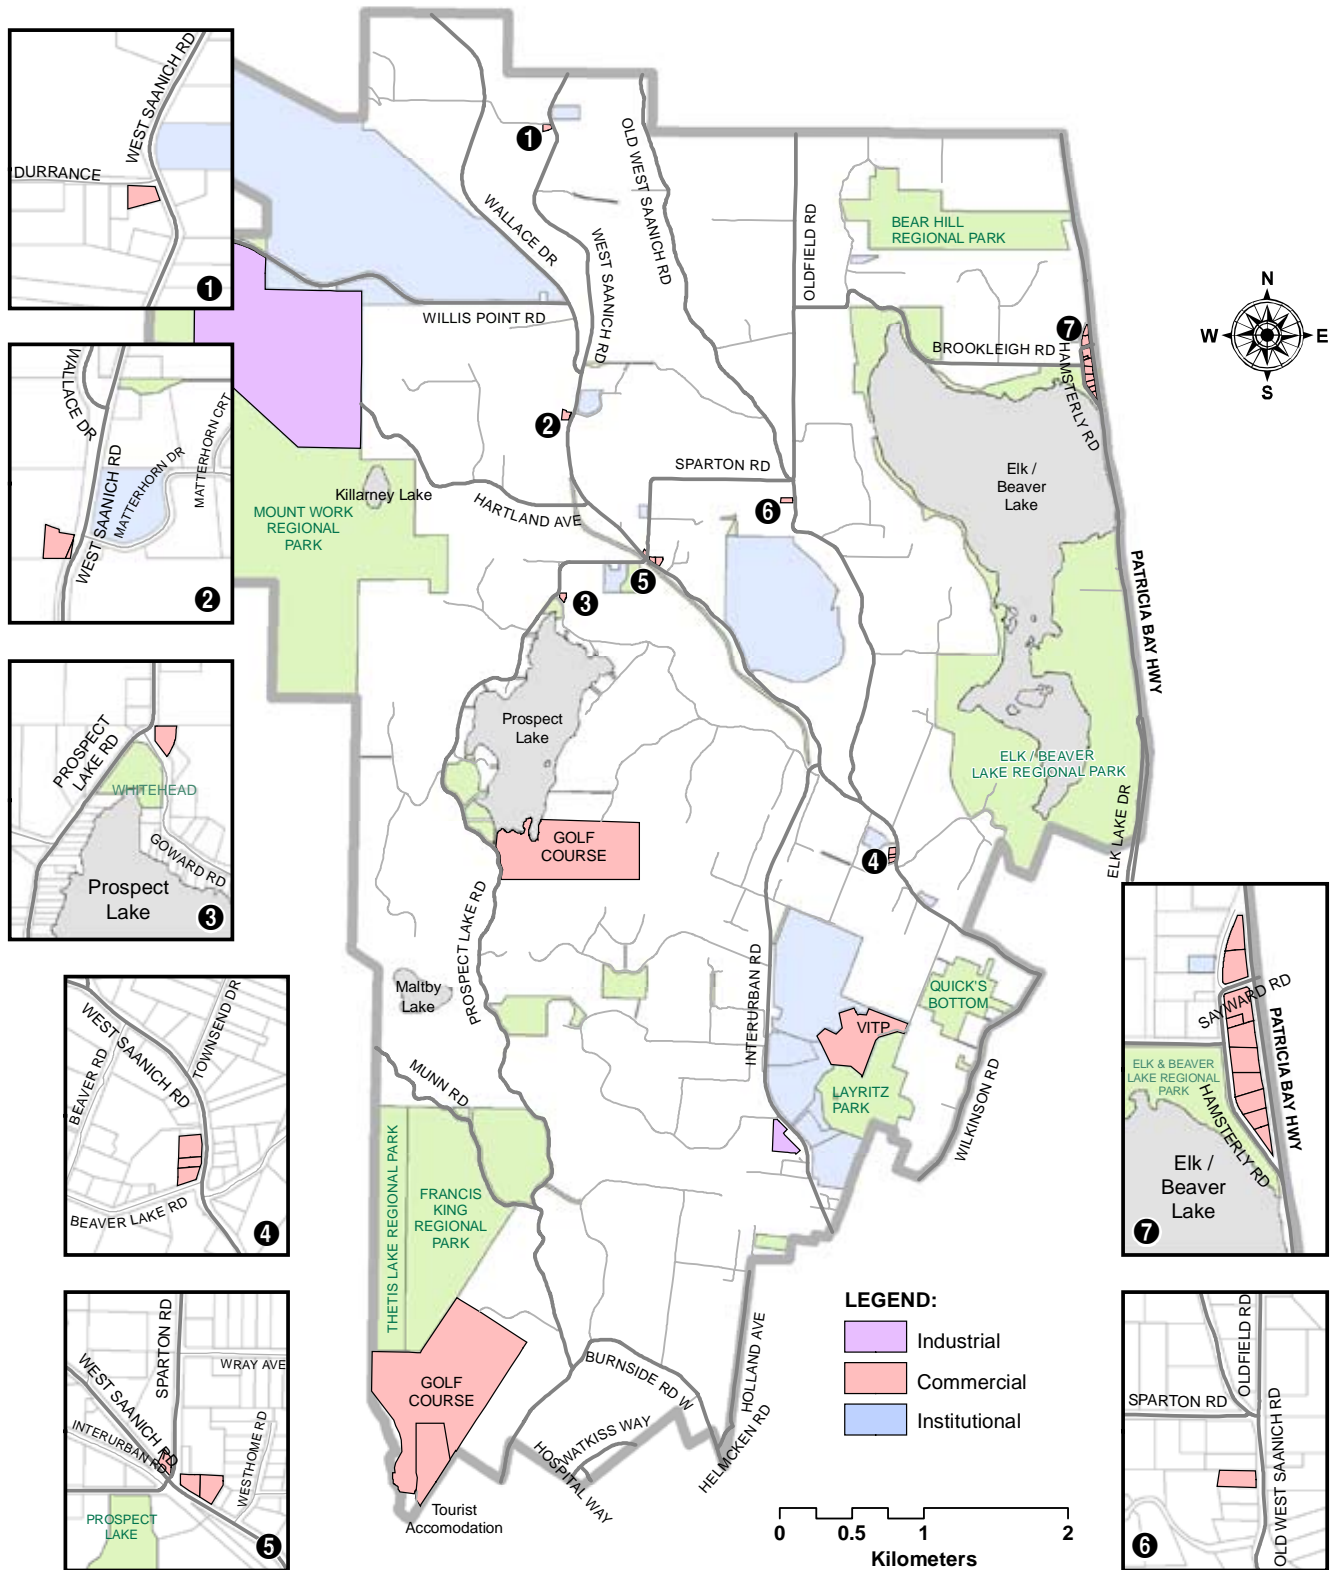 WEST SAANICH RD
DURRANCE
1
WALLACE DR
WEST SAANICH RD
MATTERHORN DR
MATTERHORN CRT
2
PROSPECT
LAKE RD
WHITEHEAD
GOWARD RD
Prospect
Lake
3
WEST SAANICH RD
TOWNSEND DR
BEAVER RD
BEAVER LAKE RD
4
SPARTON RD
WRAY AVE
WEST SAANICH RD
INTERURBAN RD
WESTHOME RD
PROSPECT
LAKE
5
1
OLD WEST SAANICH RD
WALLACE DR
WEST SAANICH RD
OLDFIELD RD
BEAR HILL
REGIONAL PARK
WILLIS POINT RD
BROOKLEIGH RD
7
HAMSTERLY RD
2
SPARTON RD
Elk /
Beaver
Lake
Killarney Lake
HARTLAND AVE
6
MOUNT WORK
REGIONAL
PARK
5
3
PATRICIA BAY HWY
Prospect
Lake
ELK / BEAVER
LAKE REGIONAL PARK
ELK LAKE DR
GOLF
COURSE
4
PROSPECT LAKE RD
INTERURBAN RD
Maltby
Lake
QUICK'S
BOTTOM
VITP
MUNN RD
LAYRITZ
PARK
WILKINSON RD
THETIS LAKE REGIONAL PARK
FRANCIS
KING
REGIONAL
PARK
GOLF
COURSE
BURNSIDE RD W
HOLLAND AVE
WATKISS WAY
HOSPITAL WAY
HELMCKEN RD
Tourist
Accomodation
N
W
E
S
SAYWARD RD
PATRICIA BAY HWY
ELK & BEAVER
LAKE REGIONAL
PARK
HAMSTERLY RD
Elk /
Beaver
Lake
7
OLDFIELD RD
SPARTON RD
OLD WEST SAANICH RD
6
LEGEND:
Industrial
Commercial
Institutional
0 0.5 1 2
Kilometers